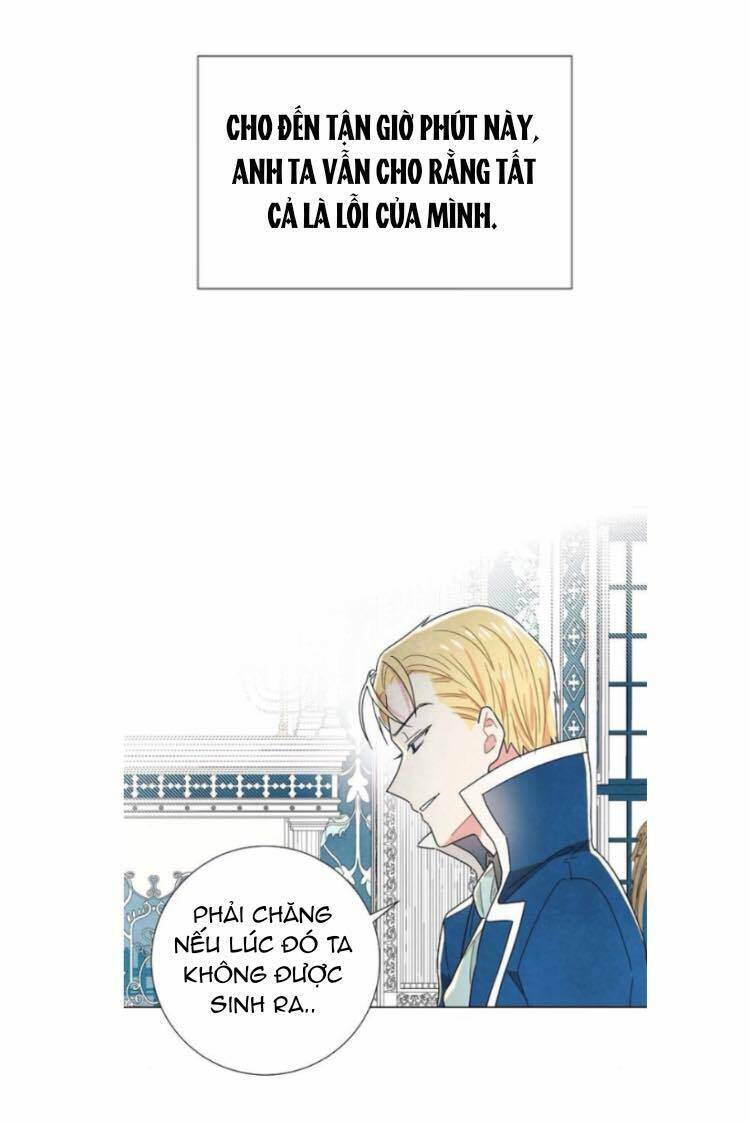 CHO ĐẾN TẬN GIỜ PHÚT NÀY,
ANH TA VẪN CHO RẰNG TẤT
CẢ LÀ LỖI CỦA MÌNH.
PHẢI CHĂNG
NẾU LÚC ĐÓ TA
KHÔNG ĐƯỢC
SINH RA..